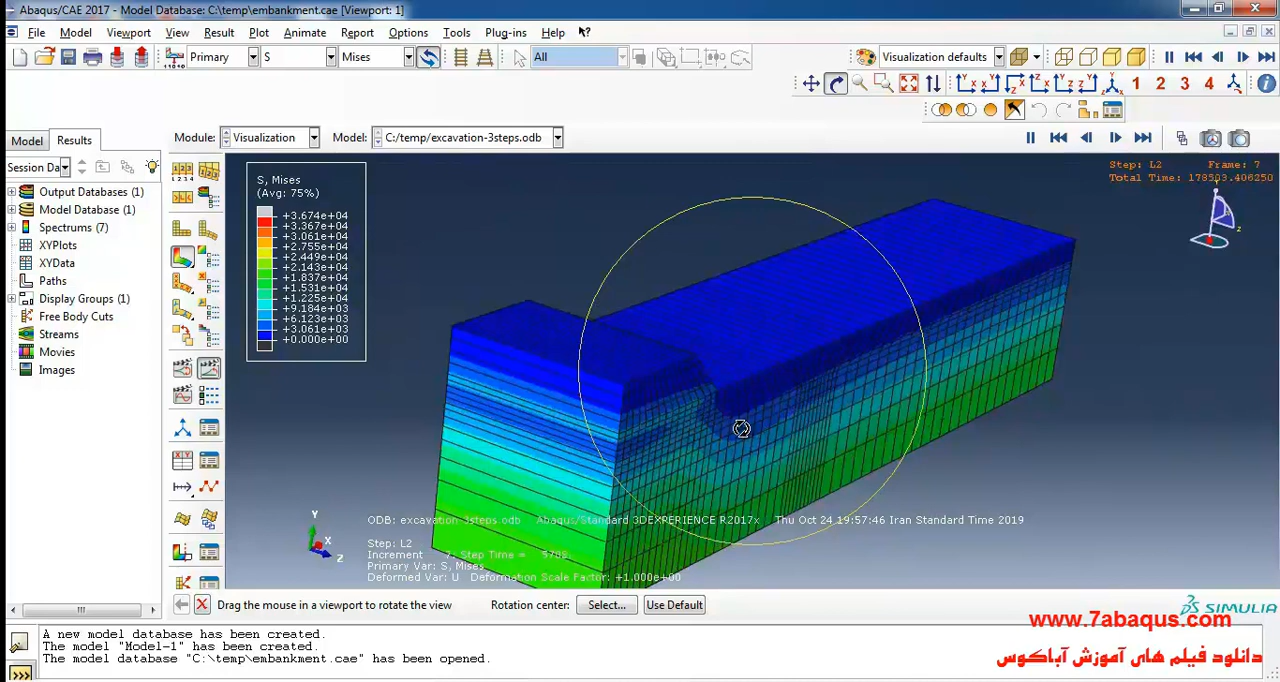 Abaqus/CAE 2017 - Model Database: C:\temp\embankment.cae [Viewport: 1]
File Model Viewport View Result Plot Animate Report Options Tools Plug-ins Help
Primary S Mises All Visualization defaults
1 2 3 4
Model Results Module: Visualization Model: C:/temp/excavation-3steps.odb
Session Da
Output Databases (1)
Model Database (1)
Spectrums (7)
XYPlots
XYData
Paths
Display Groups (1)
Free Body Cuts
Streams
Movies
Images
S, Mises
(Avg: 75%)
+3.674e+04
+3.367e+04
+3.061e+04
+2.755e+04
+2.449e+04
+2.143e+04
+1.837e+04
+1.531e+04
+1.225e+04
+9.184e+03
+6.123e+03
+3.061e+03
+0.000e+00
Step: L2 Frame: 7
Total Time: 178503.406250
Y
X
Z
ODB: excavation-3steps.odb Abaqus/Standard 3DEXPERIENCE R2017x Thu Oct 24 19:57:46 Iran Standard Time 2019
Step: L2
Increment 7: Step Time =
Primary Var: S, Mises
Deformed Var: U Deformation Scale Factor: +1.000e+00
Drag the mouse in a viewport to rotate the view Rotation center: Select... Use Default
SIMULIA
www.7abaqus.com
دانلود فیلم های آموزش آباکوس
A new model database has been created.
The model "Model-1" has been created.
The model database "C:\temp\embankment.cae" has been opened.
>>>